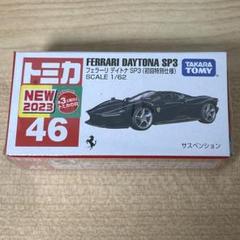 トミカ
FERRARI DAYTONA SP3
フェラーリ デイトナ SP3 (初回特別仕様)
SCALE 1/62
TAKARA
TOMY
NEW
2023
46
サスペンション